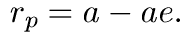 r_p = a − ae.